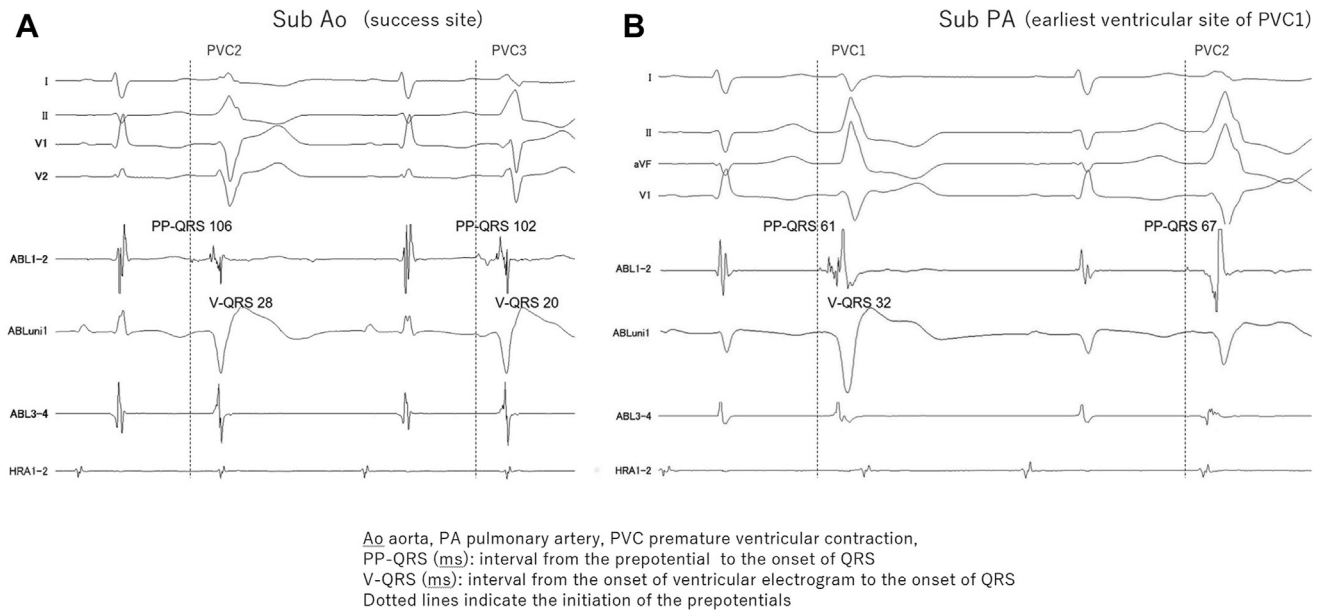 A
Sub Ao (success site)
PVC2
PVC3
I
II
V1
V2
PP-QRS 106
PP-QRS 102
ABL1-2
V-QRS 28
V-QRS 20
ABLuni1
ABL3-4
HRA1-2
B
Sub PA (earliest ventricular site of PVC1)
PVC1
PVC2
I
II
aVF
V1
PP-QRS 61
PP-QRS 67
ABL1-2
V-QRS 32
ABLuni1
ABL3-4
HRA1-2
Ao aorta, PA pulmonary artery, PVC premature ventricular contraction,
PP-QRS (ms): interval from the prepotential to the onset of QRS
V-QRS (ms): interval from the onset of ventricular electrogram to the onset of QRS
Dotted lines indicate the initiation of the prepotentials